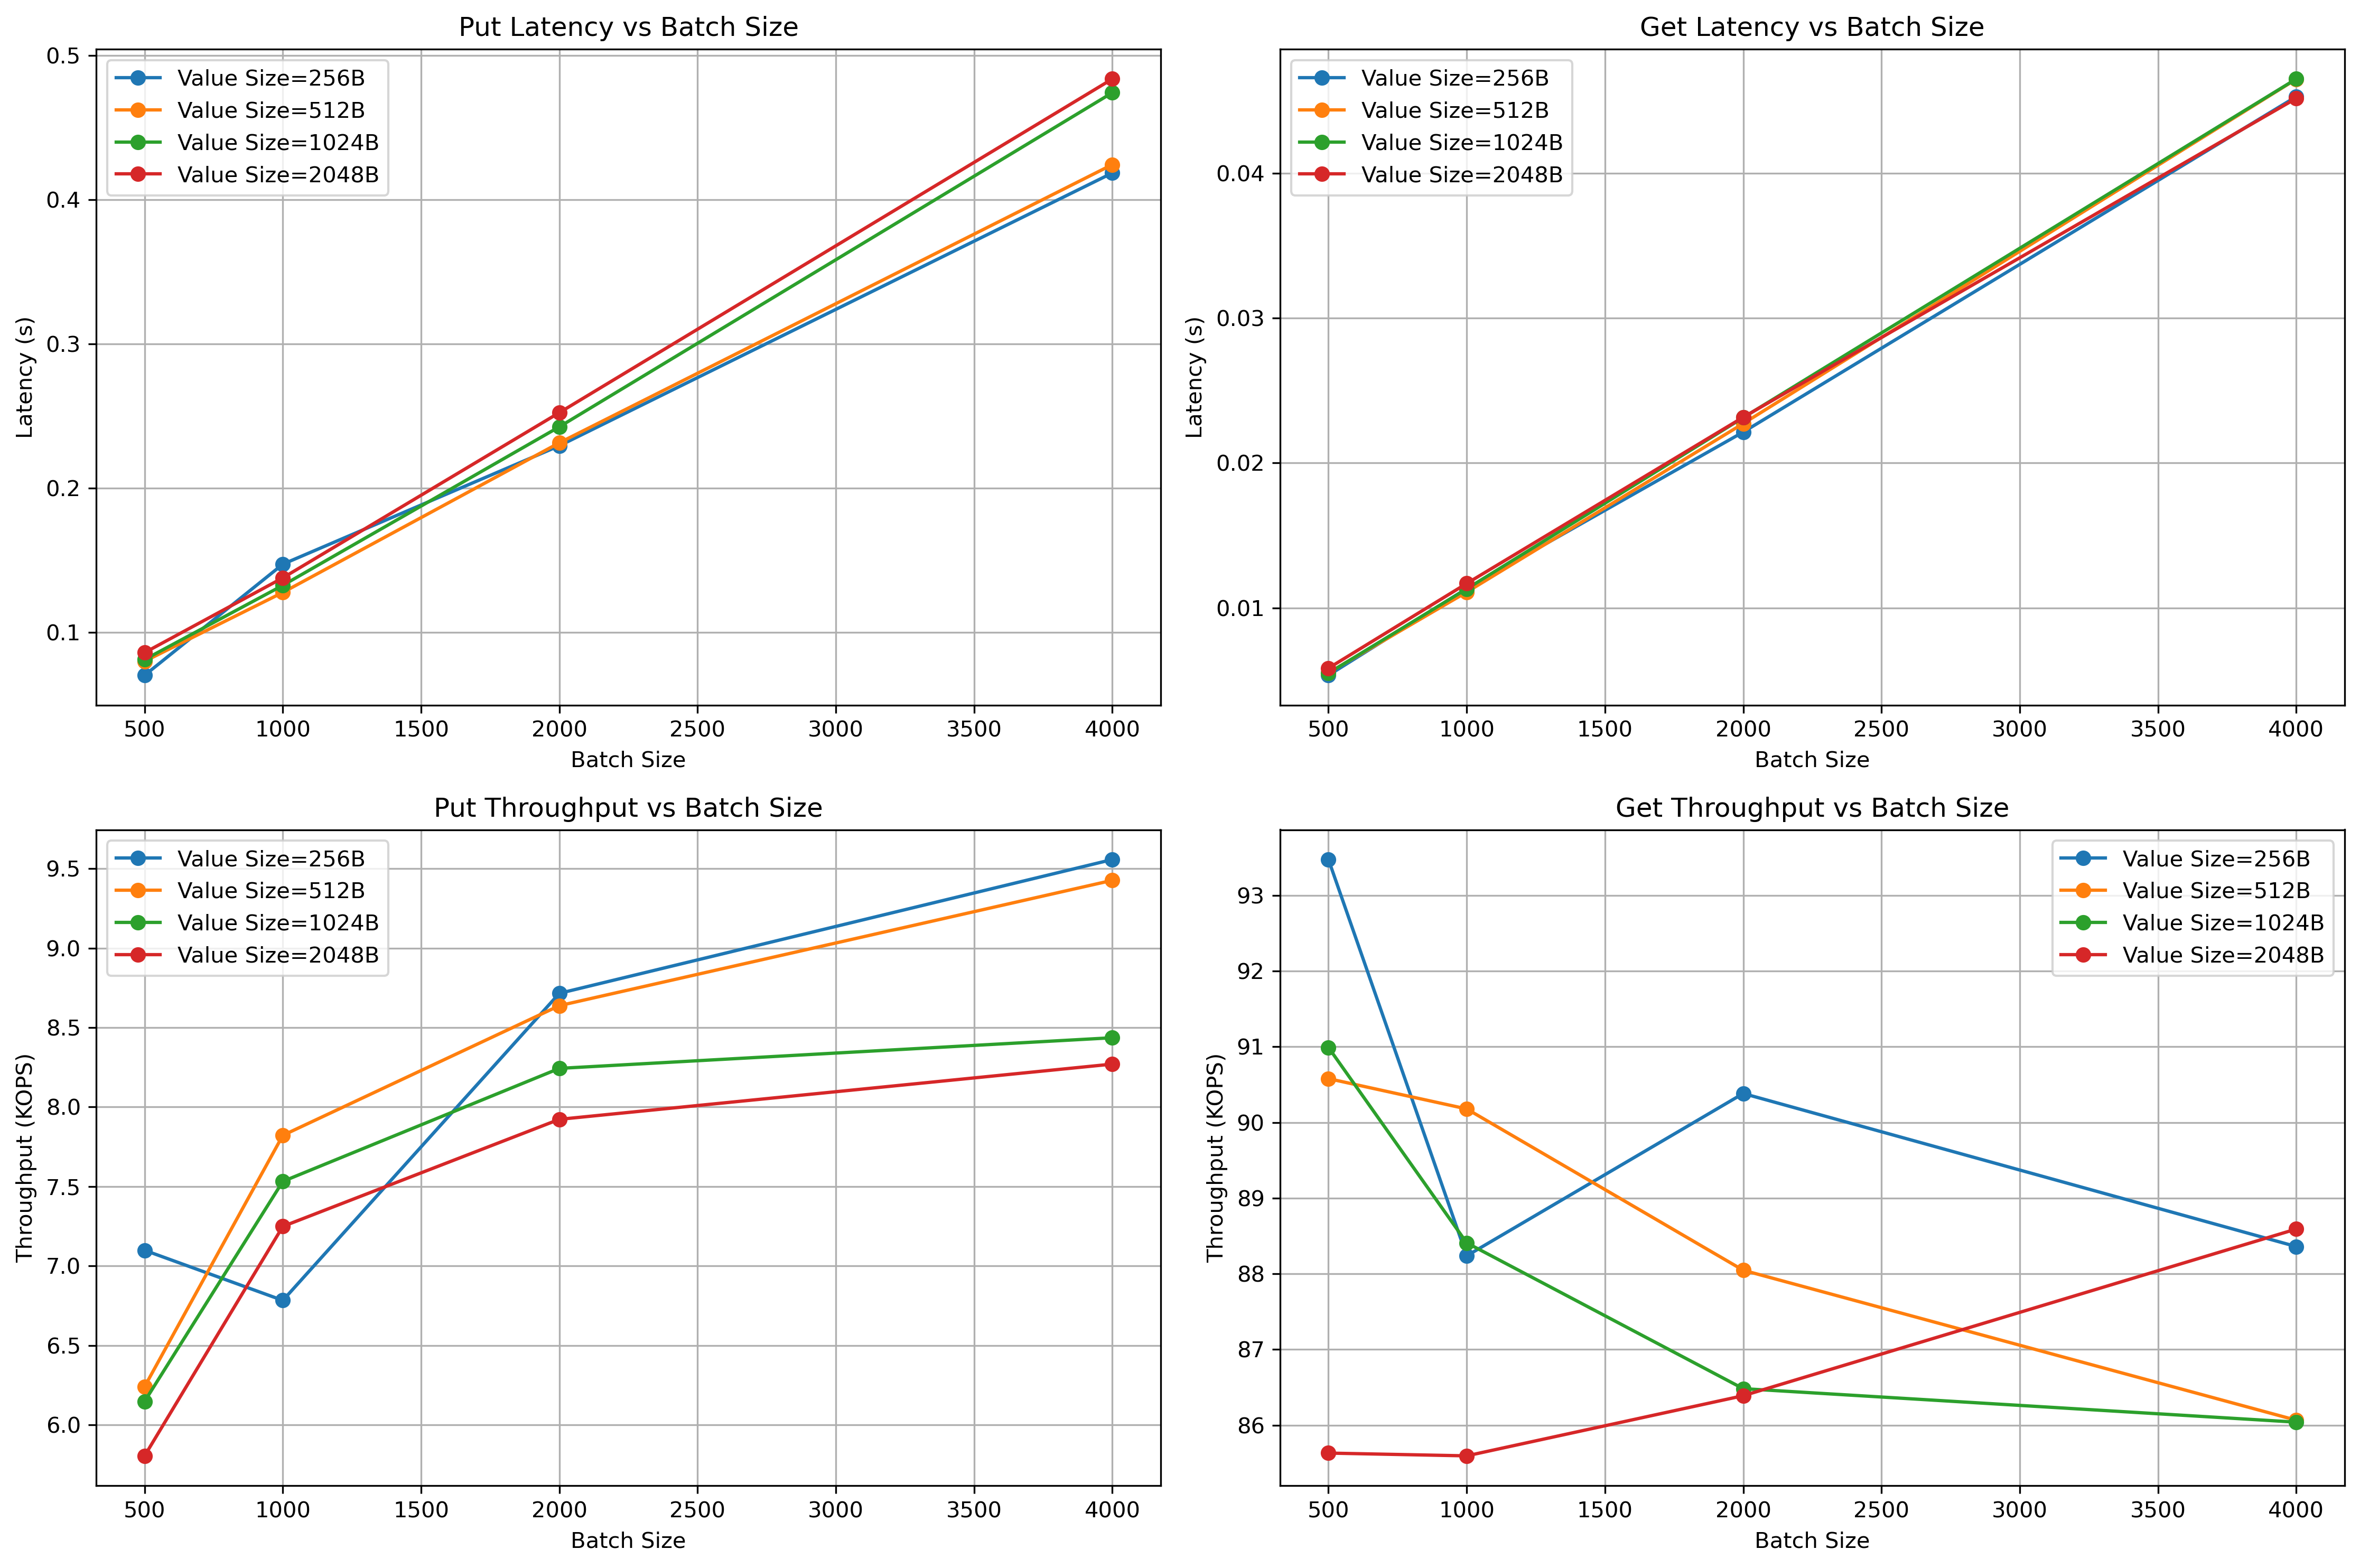 Put Latency vs Batch Size
0.5
0.4
0.3
0.2
0.1
Latency (s)
Value Size=256B
Value Size=512B
Value Size=1024B
Value Size=2048B
500 1000 1500 2000 2500 3000 3500 4000
Batch Size
Get Latency vs Batch Size
0.04
0.03
0.02
0.01
Latency (s)
Value Size=256B
Value Size=512B
Value Size=1024B
Value Size=2048B
500 1000 1500 2000 2500 3000 3500 4000
Batch Size
Put Throughput vs Batch Size
9.5
9.0
8.5
8.0
7.5
7.0
6.5
6.0
Throughput (KOPS)
Value Size=256B
Value Size=512B
Value Size=1024B
Value Size=2048B
500 1000 1500 2000 2500 3000 3500 4000
Batch Size
Get Throughput vs Batch Size
93
92
91
90
89
88
87
86
Throughput (KOPS)
Value Size=256B
Value Size=512B
Value Size=1024B
Value Size=2048B
500 1000 1500 2000 2500 3000 3500 4000
Batch Size